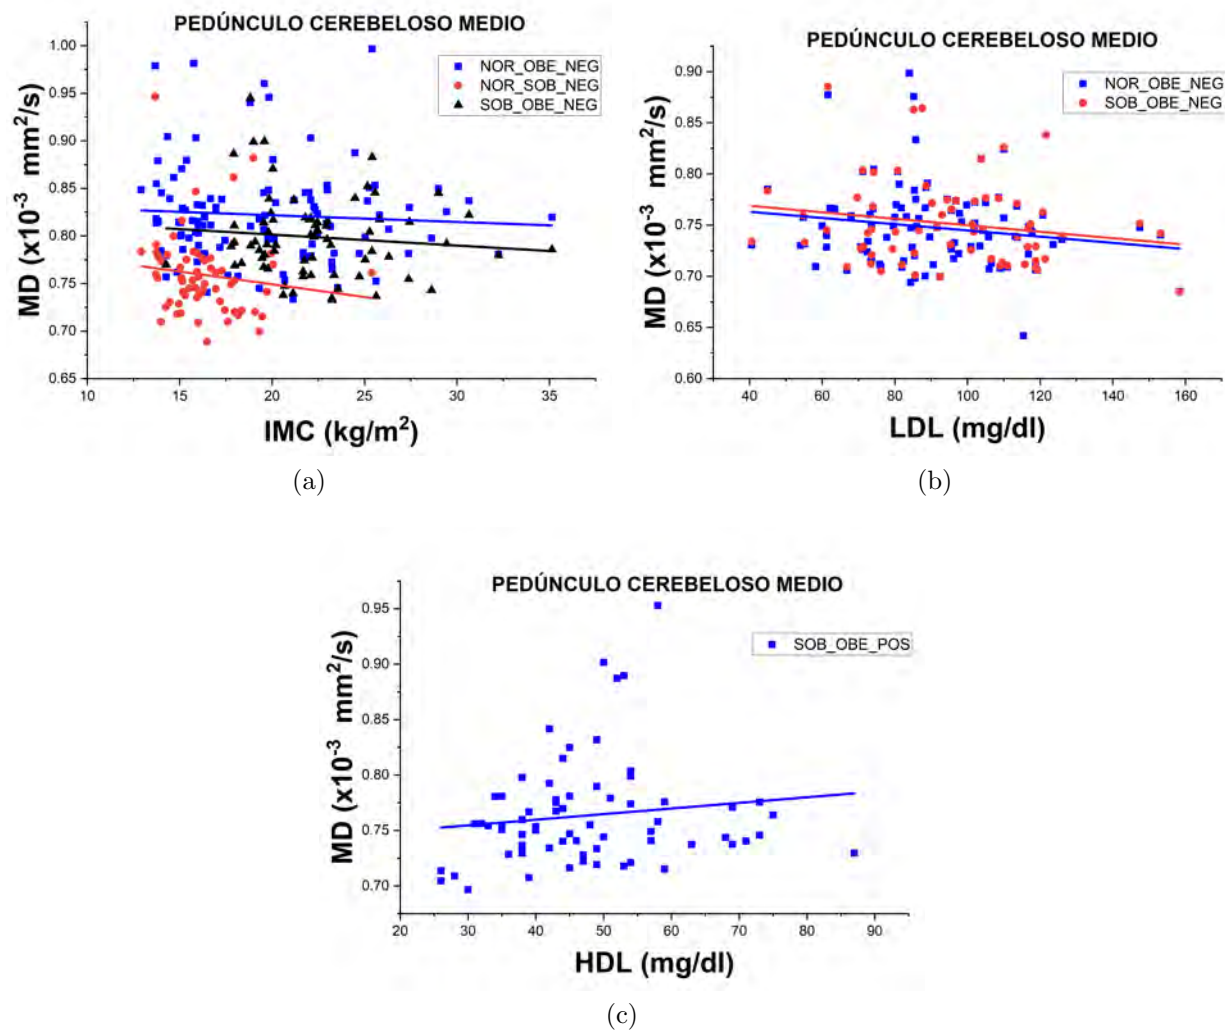 PEDÚNCULO CEREBELOSO MEDIO
MD (x10⁻³ mm²/s)
1.00
0.95
0.90
0.85
0.80
0.75
0.70
0.65
NOR_OBE_NEG
NOR_SOB_NEG
SOB_OBE_NEG
10 15 20 25 30 35
IMC (kg/m²)
(a)
PEDÚNCULO CEREBELOSO MEDIO
MD (x10⁻³ mm²/s)
0.90
0.85
0.80
0.75
0.70
0.65
0.60
NOR_OBE_NEG
SOB_OBE_NEG
40 60 80 100 120 140 160
LDL (mg/dl)
(b)
PEDÚNCULO CEREBELOSO MEDIO
MD (x10⁻³ mm²/s)
0.95
0.90
0.85
0.80
0.75
0.70
SOB_OBE_POS
20 30 40 50 60 70 80 90
HDL (mg/dl)
(c)